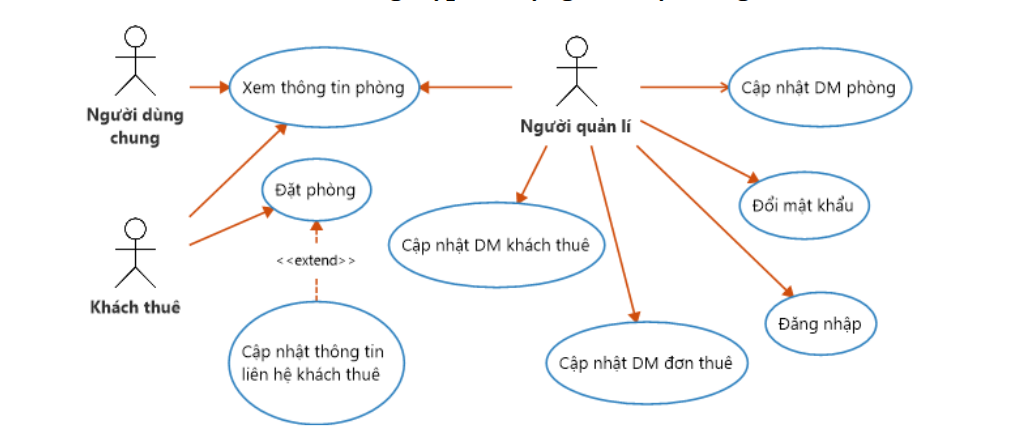 Xem thông tin phòng
Cập nhật DM phòng
Người dùng
chung
Người quản lí
Đặt phòng
Đổi mật khẩu
Cập nhật DM khách thuê
<<extend>>
Khách thuê
Đăng nhập
Cập nhật thông tin
liên hệ khách thuê
Cập nhật DM đơn thuê